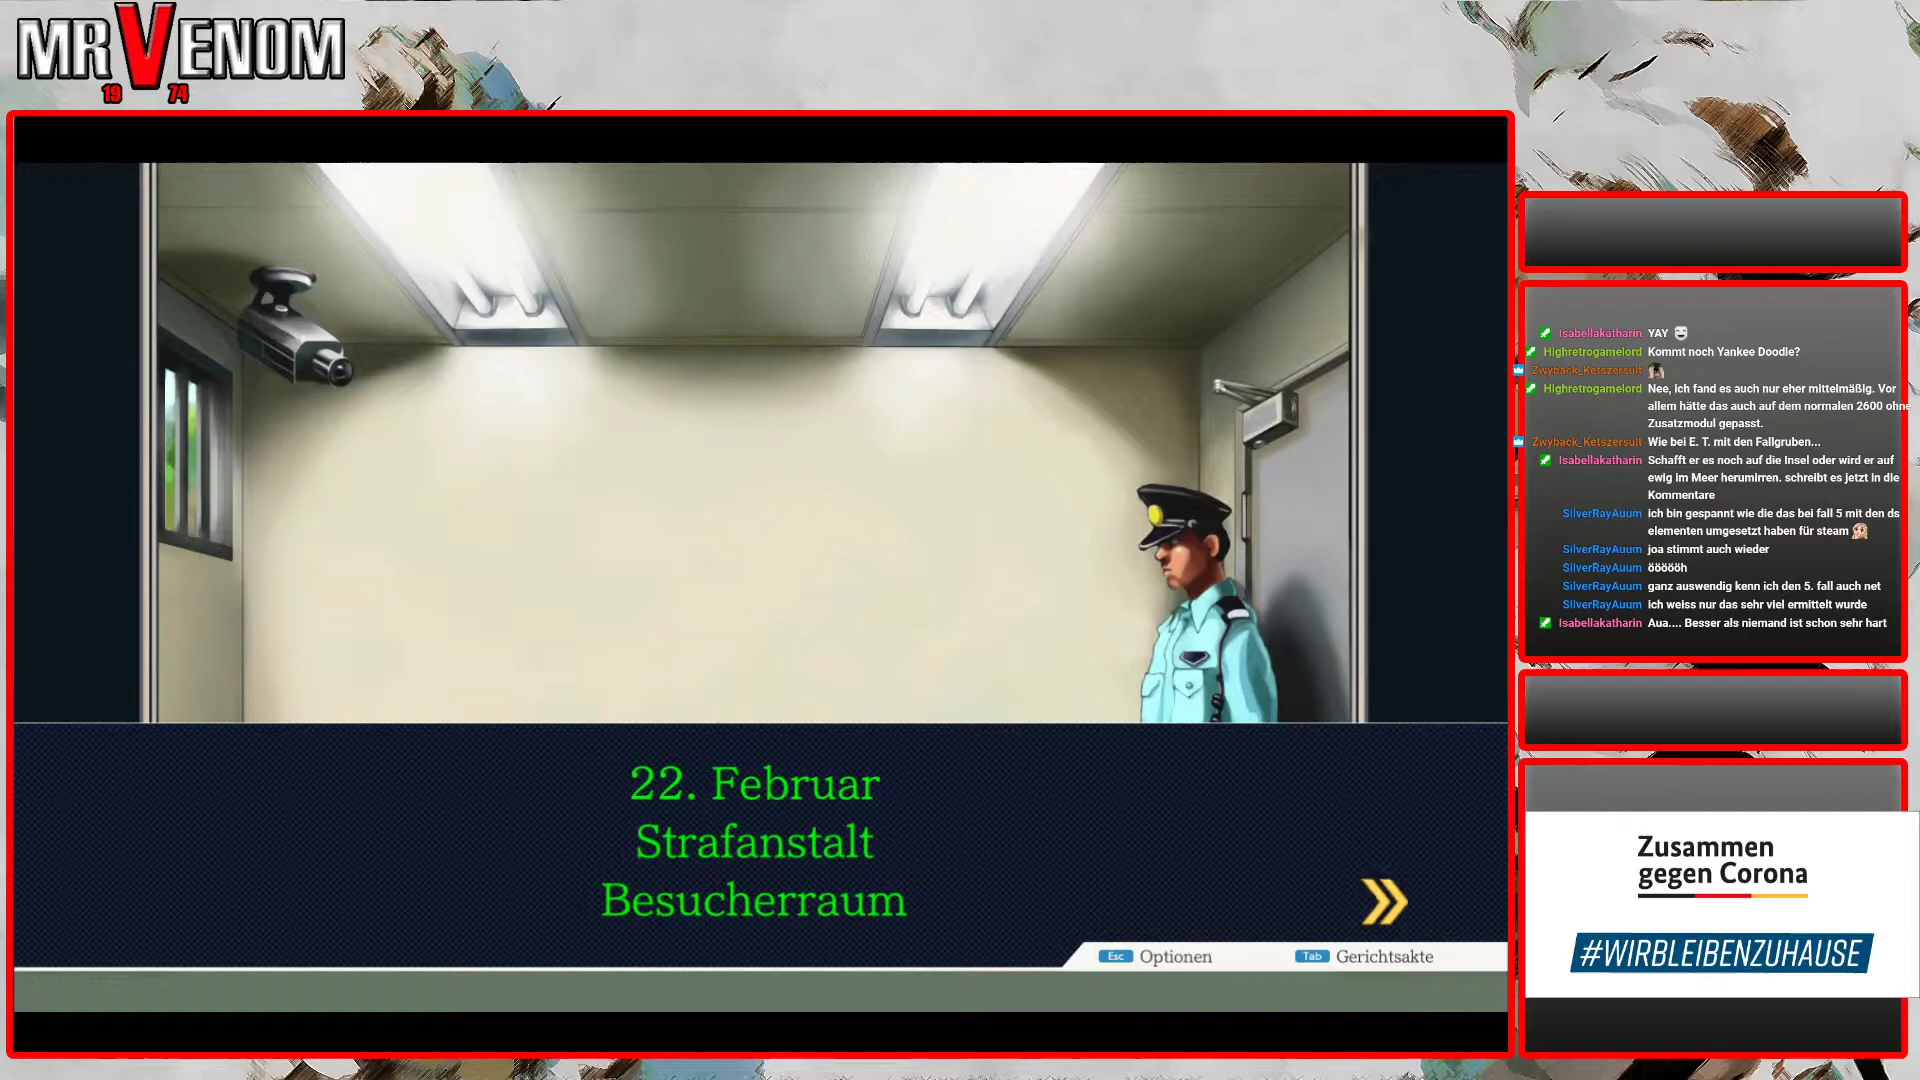 MRVENOM
19 74
Isabellakatharin YAY
Highretrogamelord Kommt noch Yankee Doodle?
Zwyback_Ketszersult
Highretrogamelord Nee, ich fand es auch nur eher mittelmäßig. Vor
allem hätte das auch auf dem normalen 2600 ohne
Zusatzmodul gepasst.
Zwyback_Ketszersult Wie bei E. T. mit den Fallgruben...
Isabellakatharin Schafft er es noch auf die Insel oder wird er auf
ewig im Meer herumirren. schreibt es jetzt in die
Kommentare
SilverRayAuum ich bin gespannt wie die das bei fall 5 mit den ds
elementen umgesetzt haben für steam
SilverRayAuum joa stimmt auch wieder
SilverRayAuum öööööh
SilverRayAuum ganz auswendig kenn ich den 5. fall auch net
SilverRayAuum ich weiss nur das sehr viel ermittelt wurde
Isabellakatharin Aua.... Besser als niemand ist schon sehr hart
22. Februar
Strafanstalt
Besucherraum
Esc Optionen
Tab Gerichtsakte
Zusammen
gegen Corona
#WIRBLEIBENZUHAUSE